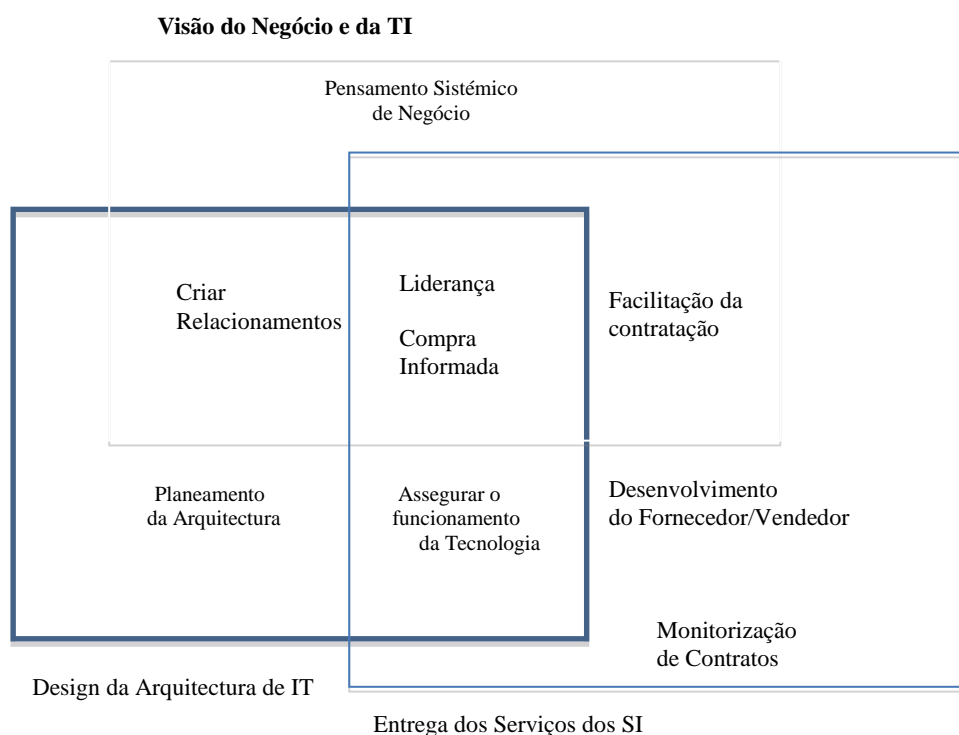 Visão do Negócio e da TI
Pensamento Sistémico
de Negócio
Criar
Relacionamentos
Liderança
Compra
Informada
Facilitação da
contratação
Planeamento
da Arquitectura
Assegurar o
funcionamento
da Tecnologia
Desenvolvimento
do Fornecedor/Vendedor
Monitorização
de Contratos
Design da Arquitectura de IT
Entrega dos Serviços dos SI